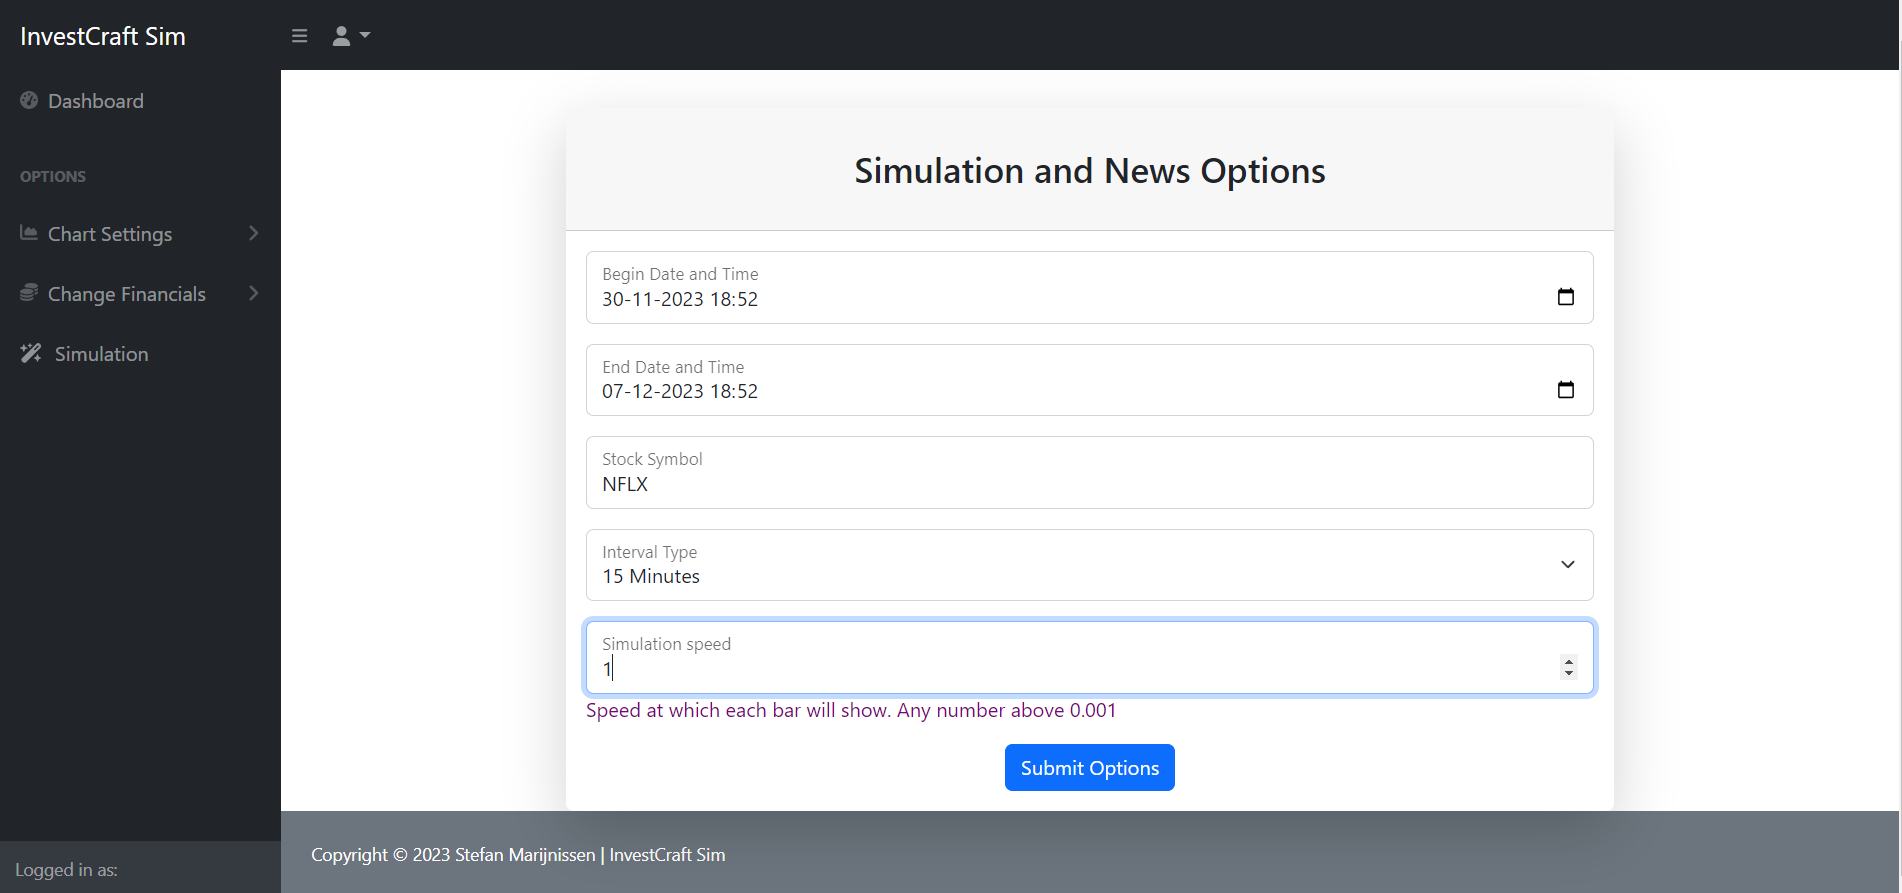 InvestCraft Sim
Dashboard
OPTIONS
Chart Settings
Change Financials
Simulation
Logged in as:
Simulation and News Options
Begin Date and Time
30-11-2023 18:52
End Date and Time
07-12-2023 18:52
Stock Symbol
NFLX
Interval Type
15 Minutes
Simulation speed
1
Speed at which each bar will show. Any number above 0.001
Submit Options
Copyright © 2023 Stefan Marijnissen | InvestCraft Sim